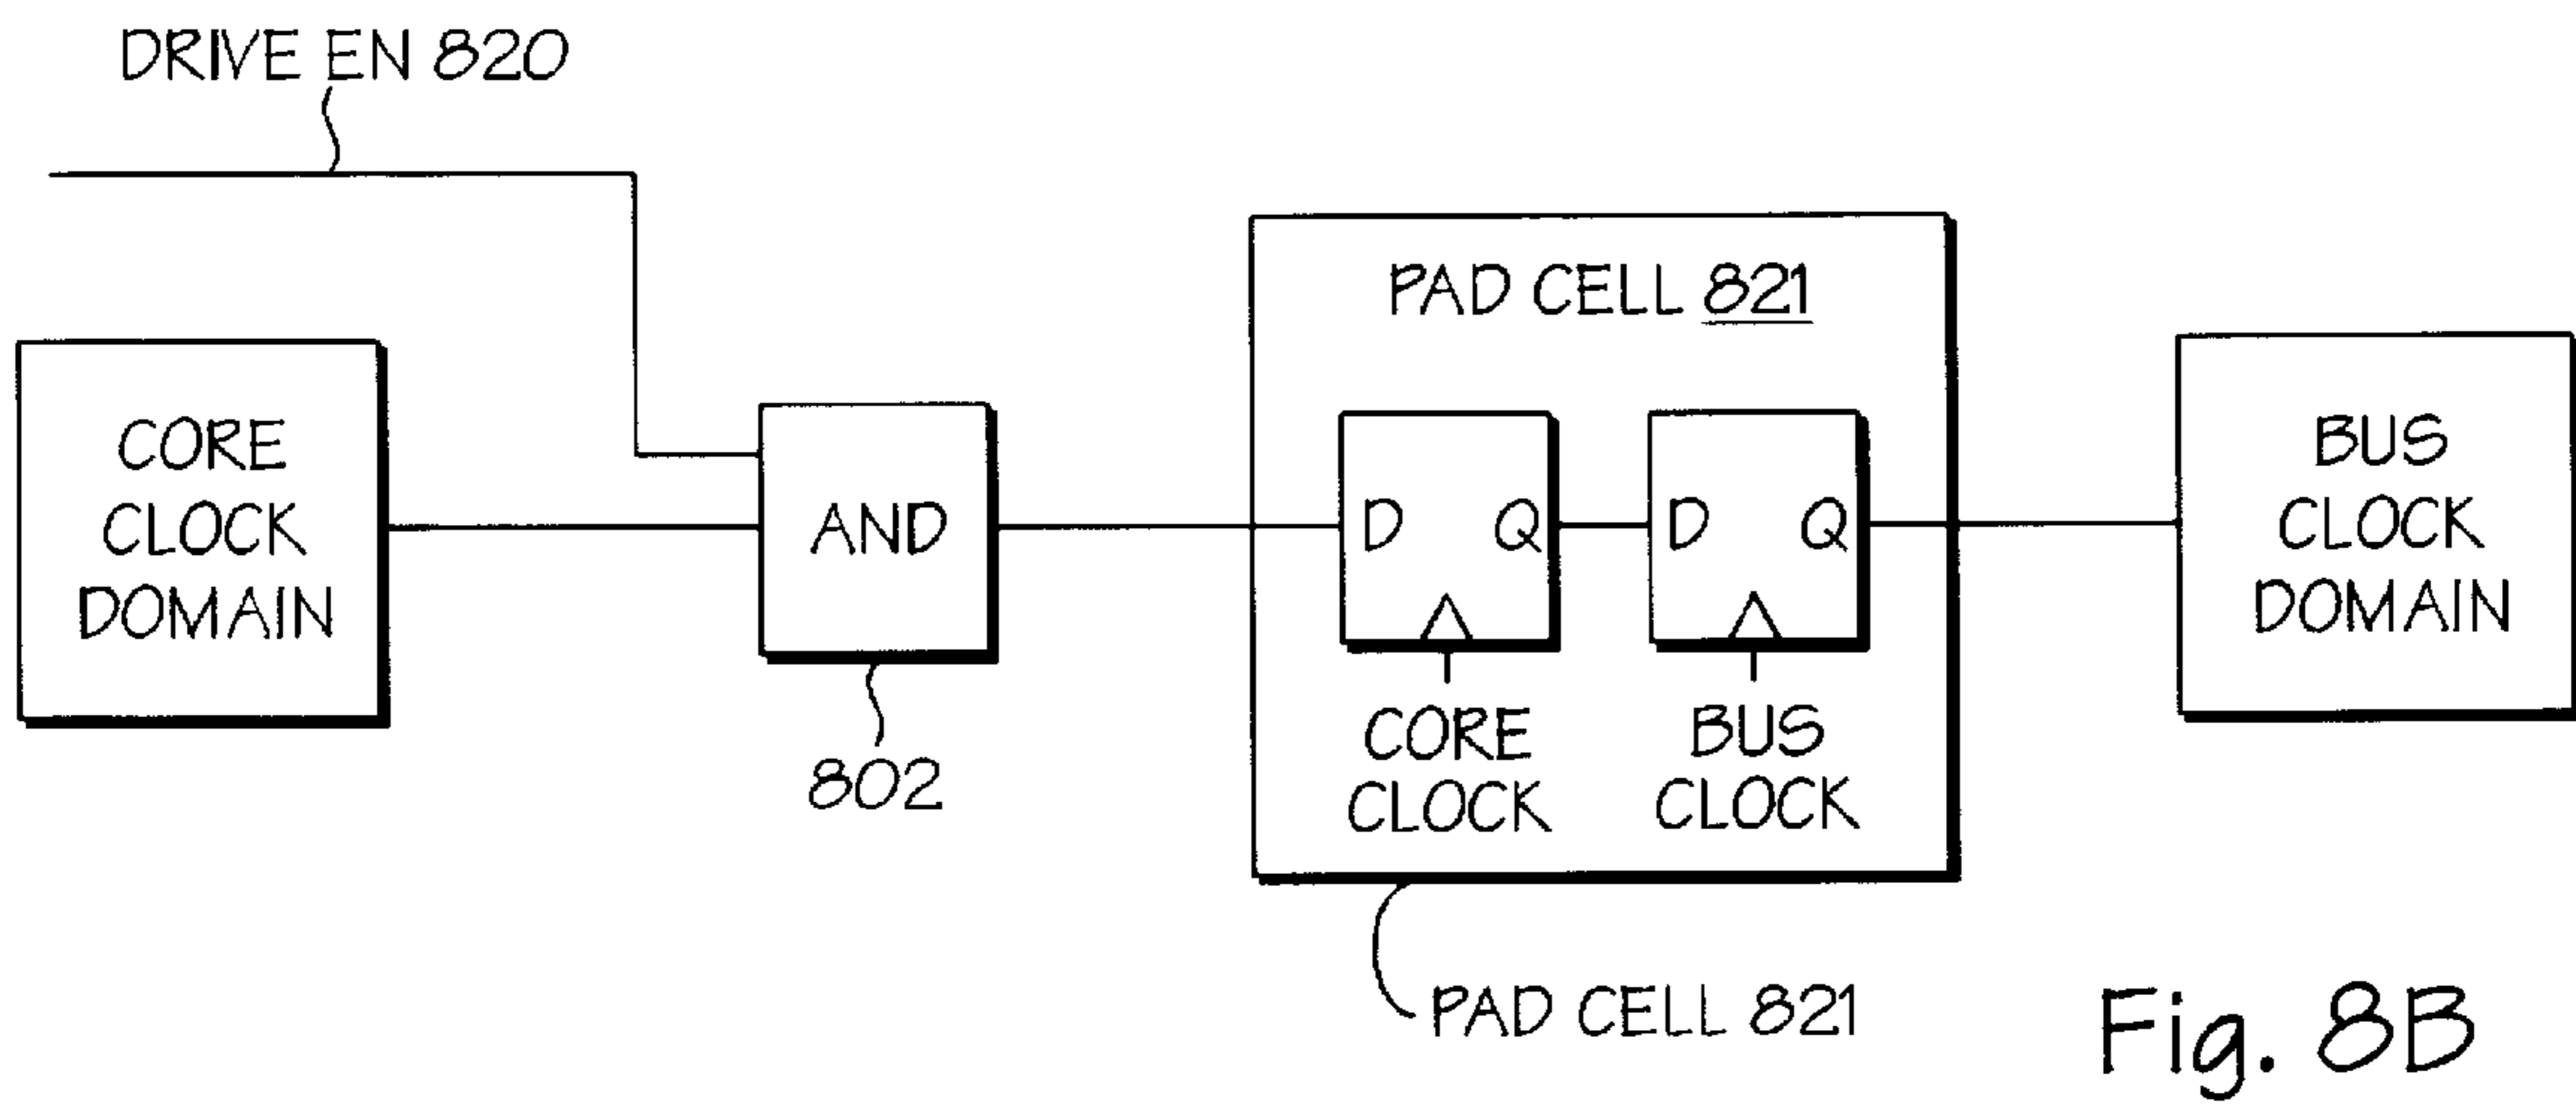 DRIVE EN 820
CORE
CLOCK
DOMAIN
AND
802
PAD CELL 821
D Q
CORE
CLOCK
D Q
BUS
CLOCK
PAD CELL 821
BUS
CLOCK
DOMAIN
Fig. 8B